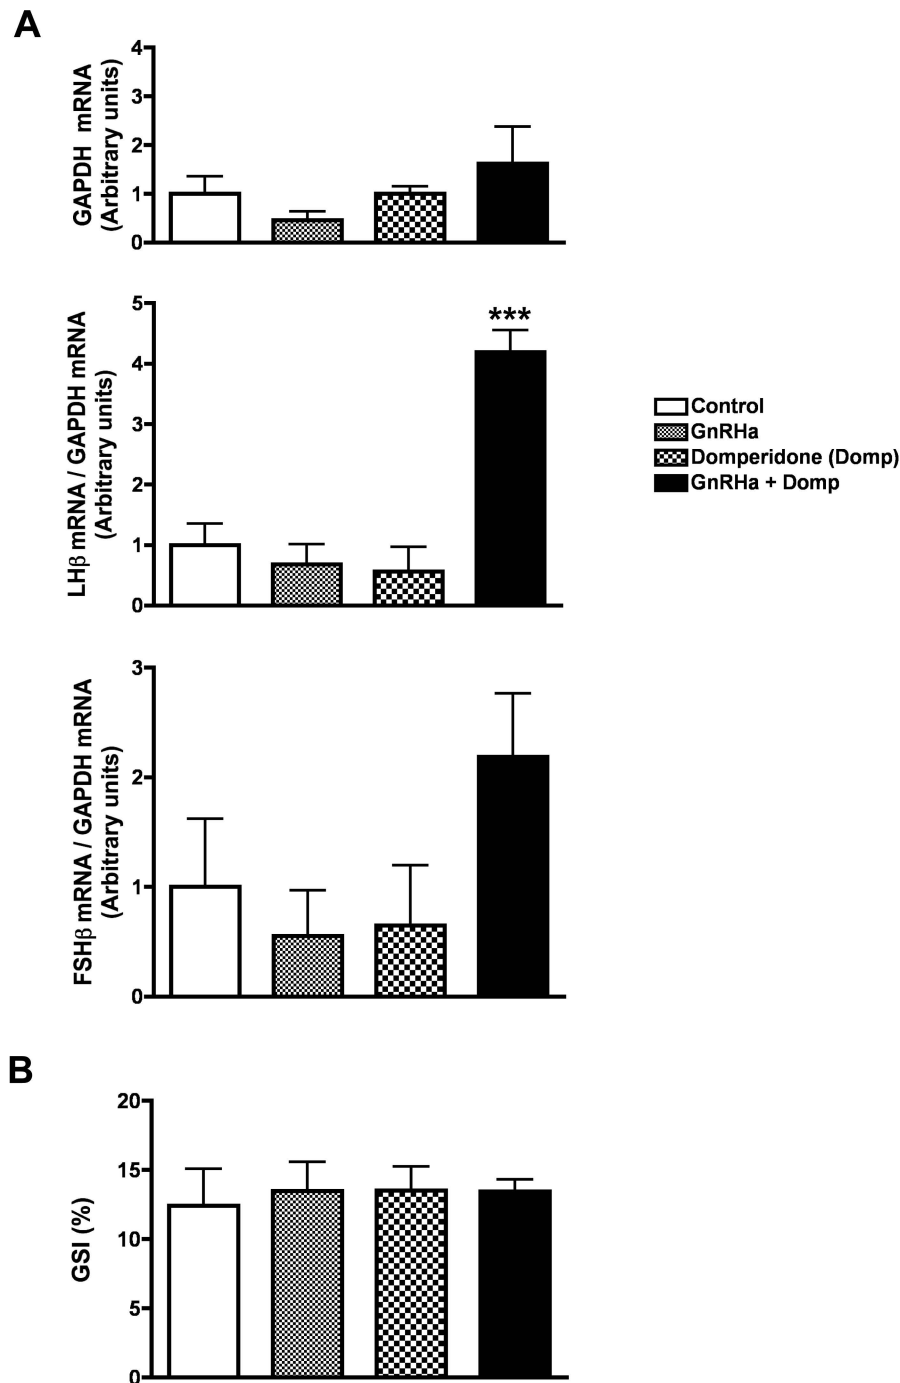 A
GAPDH mRNA
(Arbitrary units)
4
3
2
1
0
LHβ mRNA / GAPDH mRNA
(Arbitrary units)
5
4
3
2
1
0
***
Control
GnRHa
Domperidone (Domp)
GnRHa + Domp
FSHβ mRNA / GAPDH mRNA
(Arbitrary units)
3
2
1
0
B
GSI (%)
20
15
10
5
0